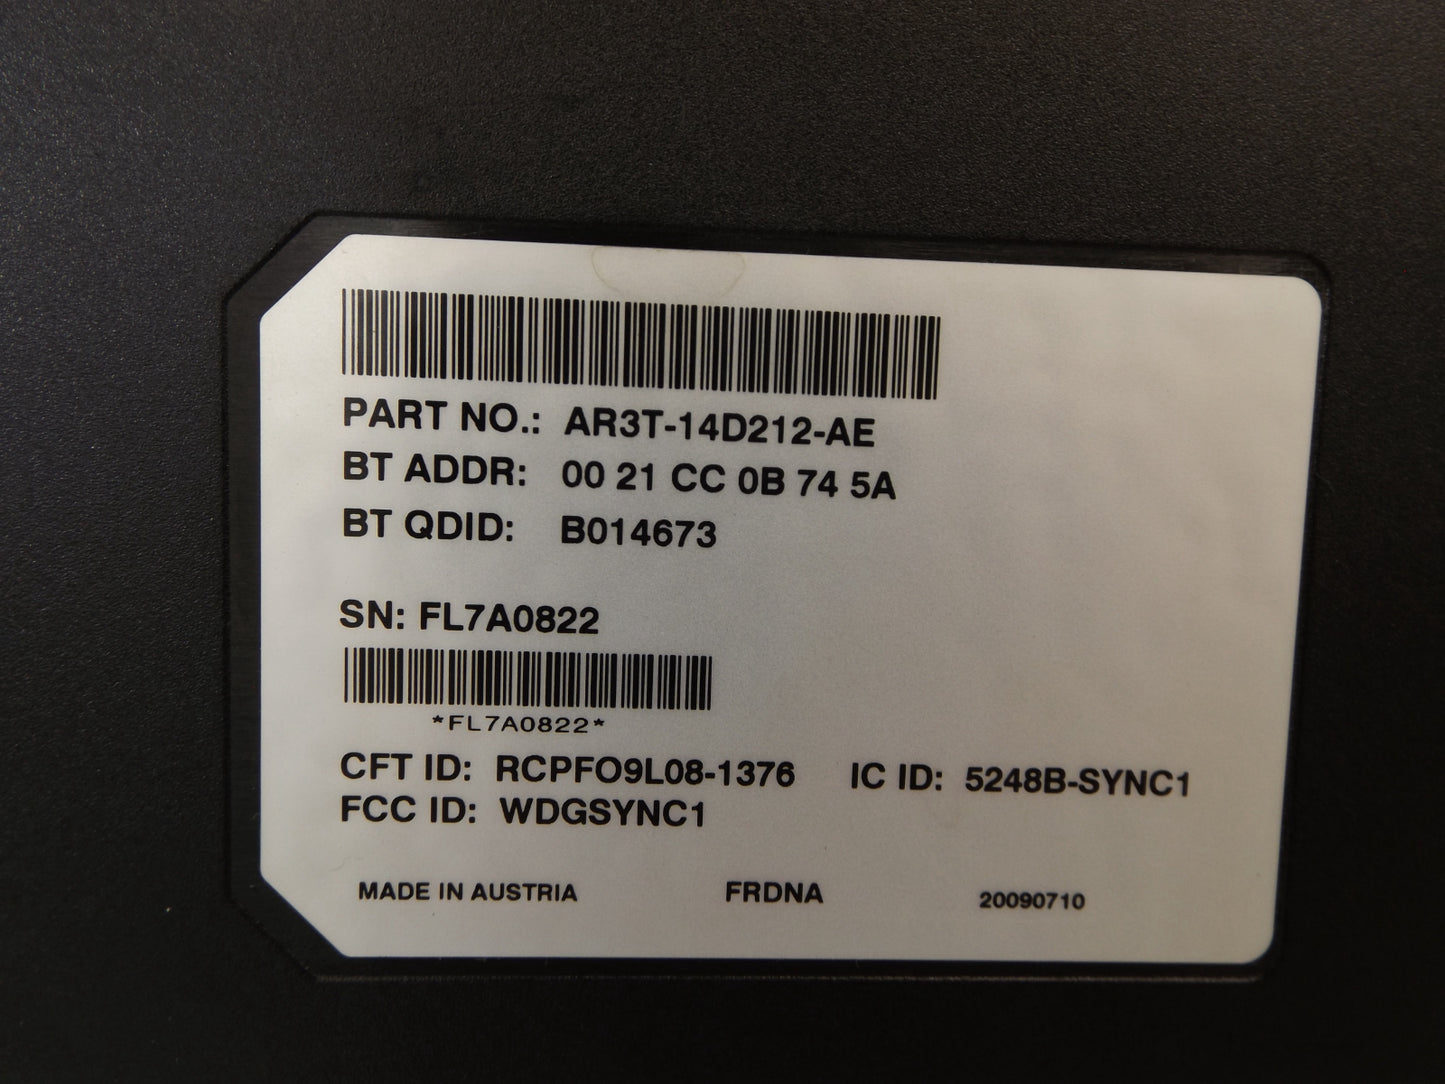 PART NO.: AR3T-14D212-AE
BT ADDR: 00 21 CC 0B 74 5A
BT QDID: B014673
SN: FL7A0822
*FL7A0822*
CFT ID: RCPFO9L08-1376 IC ID: 5248B-SYNC1
FCC ID: WDGSYNC1
MADE IN AUSTRIA FRDNA 20090710